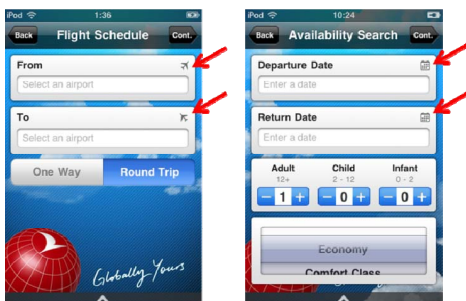 iPod 1:36
Back Flight Schedule Cont.
From
Select an airport
To
Select an airport
One Way Round Trip
Globally Yours
iPod 10:24
Back Availability Search Cont.
Departure Date
Enter a date
Return Date
Enter a date
Adult Child Infant
12+ 2 - 12 0 - 2
− 1 + − 0 + − 0 +
Economy
Comfort Class